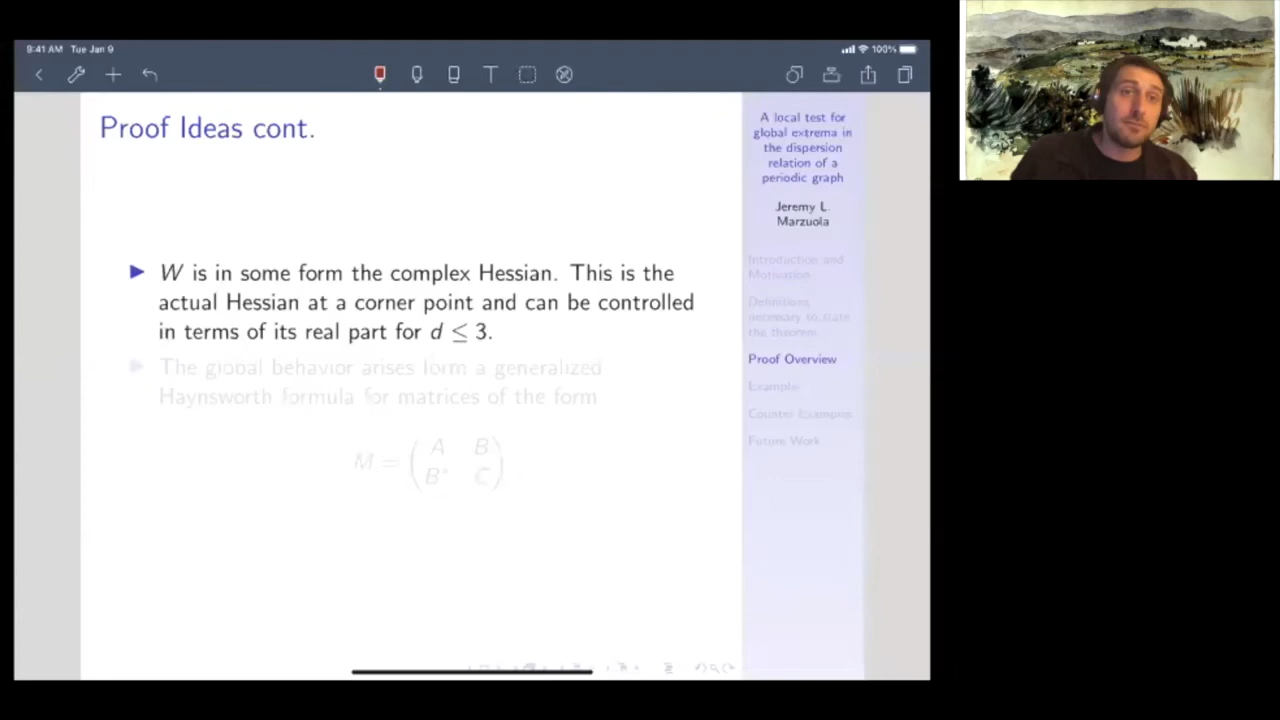 9:41 AM Tue Jan 9
100%
Proof Ideas cont.
W is in some form the complex Hessian. This is the
actual Hessian at a corner point and can be controlled
in terms of its real part for d ≤ 3.
The global behavior arises form a generalized
Haynsworth formula for matrices of the form
M = ( A B
B* C )
A local test for
global extrema in
the dispersion
relation of a
periodic graph
Jeremy L.
Marzuola
Introduction and
Motivation
Definitions
necessary to state
the theorem
Proof Overview
Examples
Counter Examples
Future Work